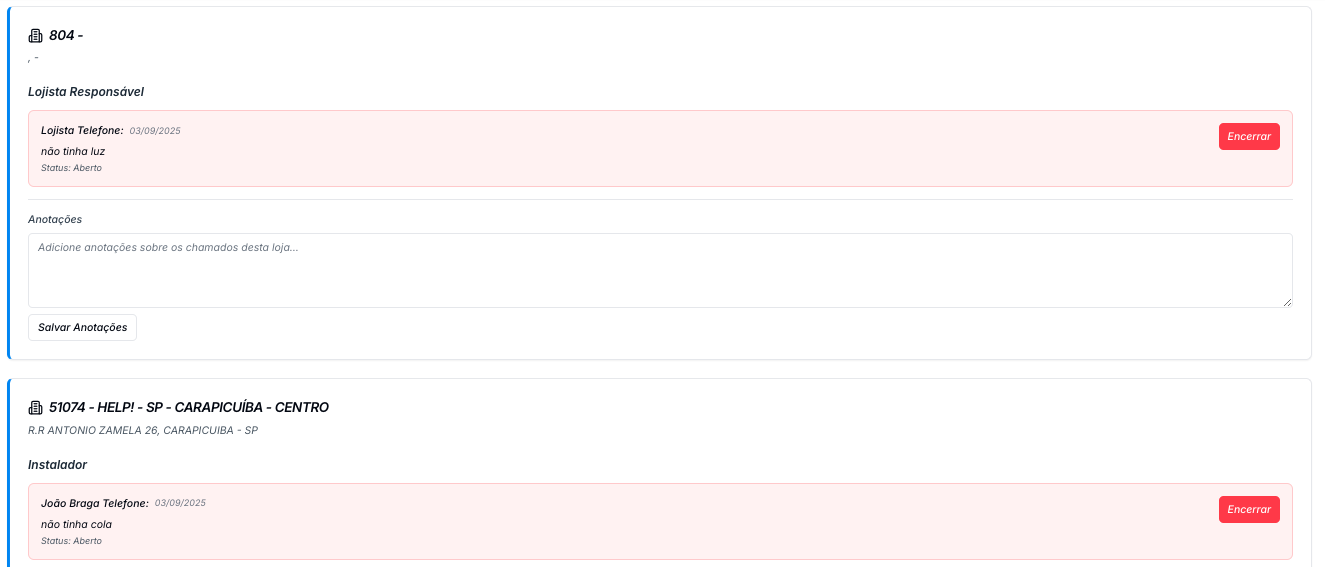 804 -
, -
Lojista Responsável
Lojista Telefone: 03/09/2025
não tinha luz
Status: Aberto
Encerrar
Anotações
Adicione anotações sobre os chamados desta loja...
Salvar Anotações
51074 - HELP! - SP - CARAPICUÍBA - CENTRO
R.R ANTONIO ZAMELA 26, CARAPICUIBA - SP
Instalador
João Braga Telefone: 03/09/2025
não tinha cola
Status: Aberto
Encerrar